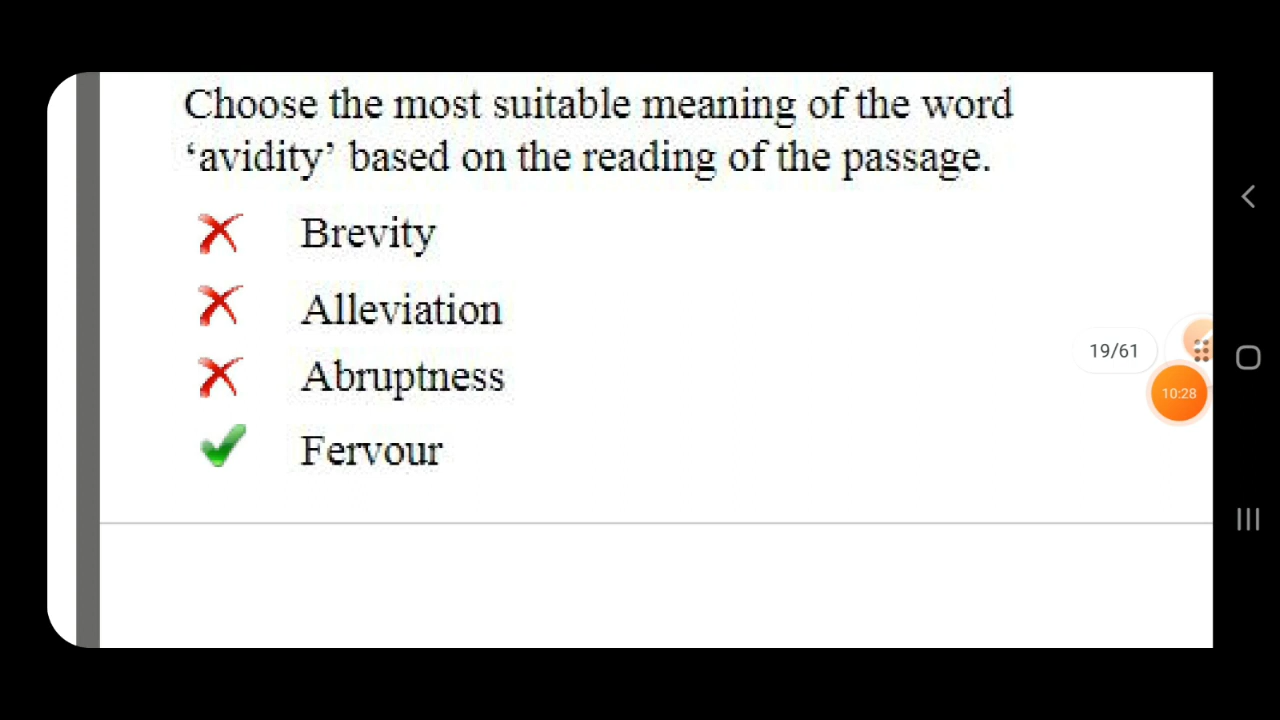 Choose the most suitable meaning of the word
‘avidity’ based on the reading of the passage.
Brevity
Alleviation
Abruptness
Fervour
19/61
10:28